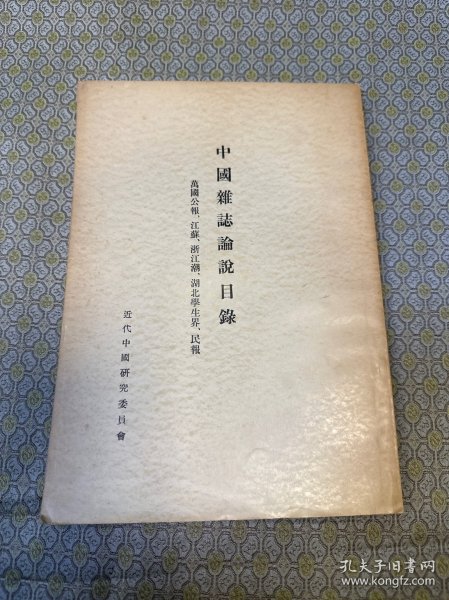 中國雜誌論說目錄
萬國公報、江蘇、浙江潮、湖北學生界、民報
近代中國研究委員會
孔夫子旧书网
www.kongfz.com